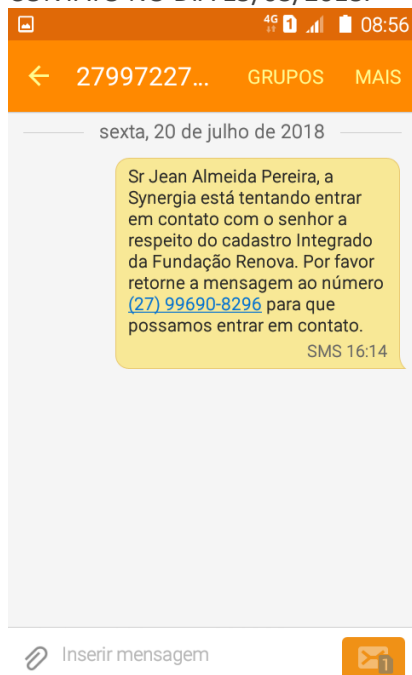 4G 1 08:56
27997227... GRUPOS MAIS
sexta, 20 de julho de 2018
Sr Jean Almeida Pereira, a
Synergia está tentando entrar
em contato com o senhor a
respeito do cadastro Integrado
da Fundação Renova. Por favor
retorne a mensagem ao número
(27) 99690-8296 para que
possamos entrar em contato.
SMS 16:14
Inserir mensagem
1